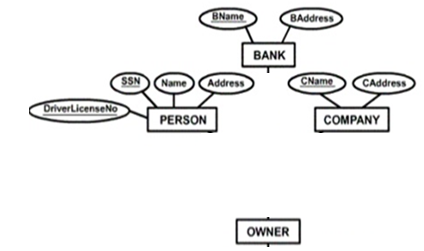 BName BAddress
BANK
SSN Name Address CName CAddress
DriverLicenseNo
PERSON COMPANY
OWNER